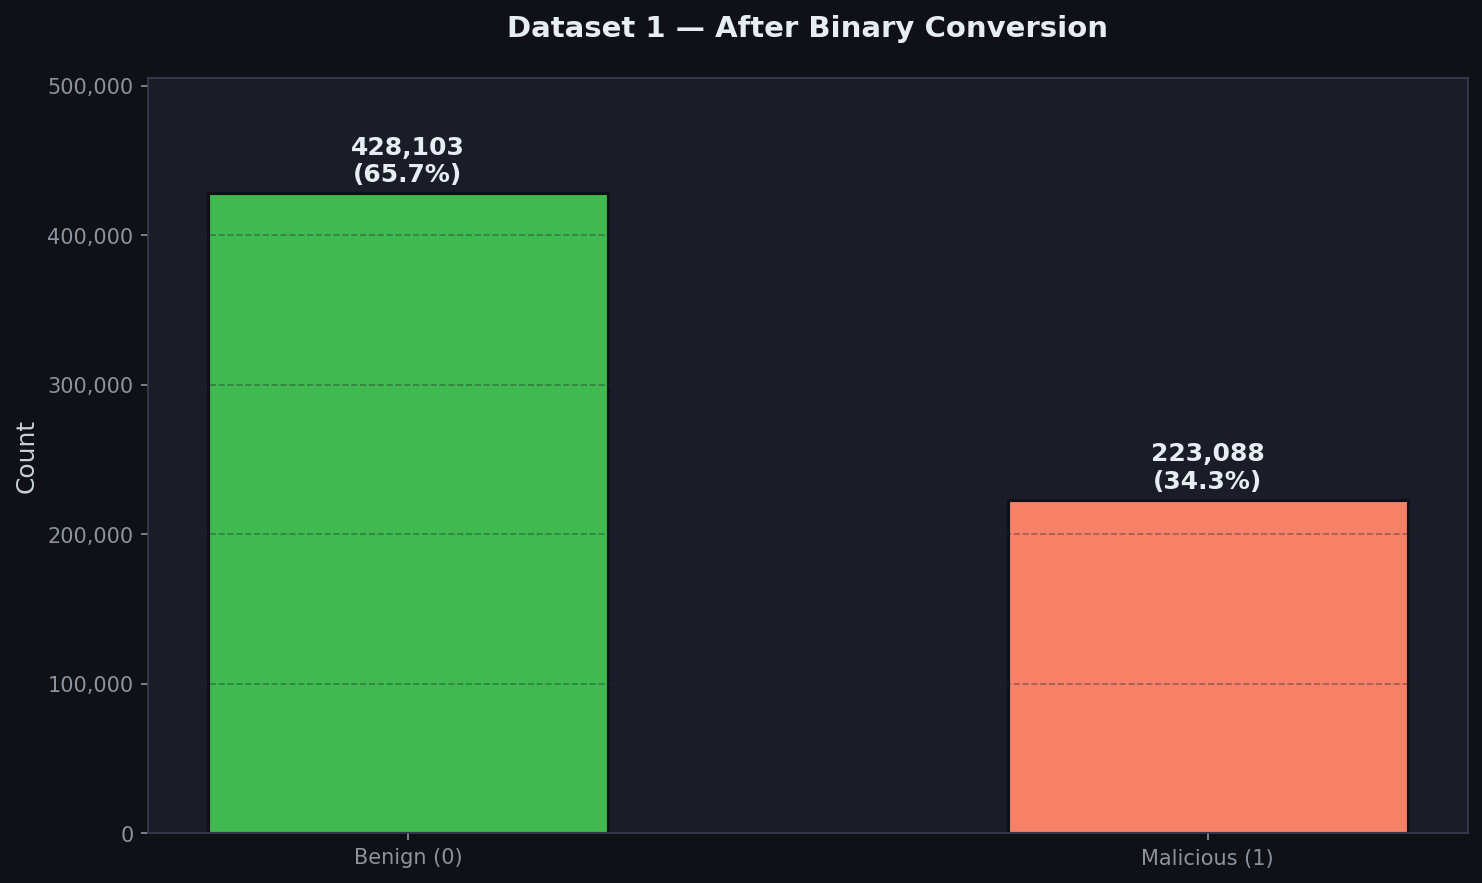 Dataset 1 — After Binary Conversion
500,000
400,000
300,000
200,000
100,000
0
Count
428,103
(65.7%)
223,088
(34.3%)
Benign (0)
Malicious (1)